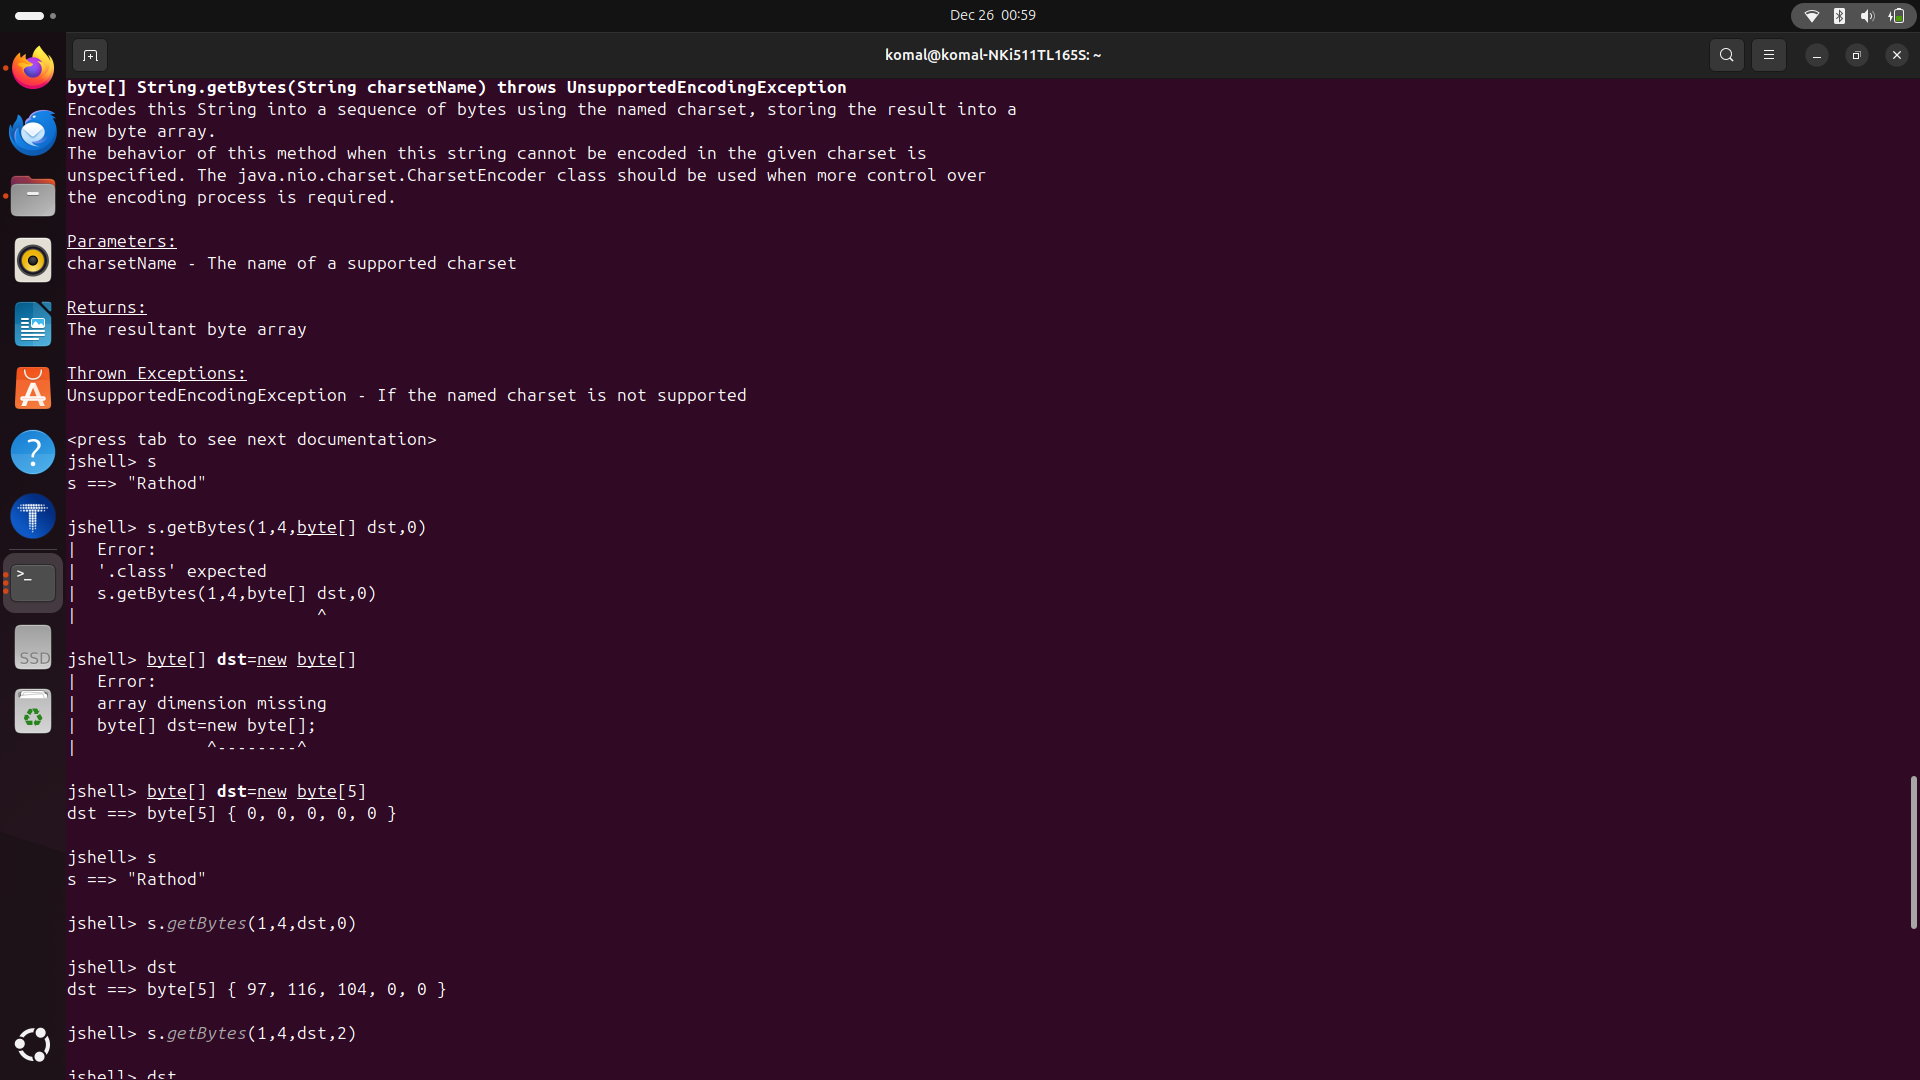 Dec 26 00:59
komal@komal-NKi511TL165S: ~
byte[] String.getBytes(String charsetName) throws UnsupportedEncodingException
Encodes this String into a sequence of bytes using the named charset, storing the result into a
new byte array.
The behavior of this method when this string cannot be encoded in the given charset is
unspecified. The java.nio.charset.CharsetEncoder class should be used when more control over
the encoding process is required.
Parameters:
charsetName - The name of a supported charset
Returns:
The resultant byte array
Thrown Exceptions:
UnsupportedEncodingException - If the named charset is not supported
<press tab to see next documentation>
jshell> s
s ==> "Rathod"
jshell> s.getBytes(1,4,byte[] dst,0)
|  Error:
|  '.class' expected
|  s.getBytes(1,4,byte[] dst,0)
|                         ^
jshell> byte[] dst=new byte[]
|  Error:
|  array dimension missing
|  byte[] dst=new byte[];
|             ^--------^
jshell> byte[] dst=new byte[5]
dst ==> byte[5] { 0, 0, 0, 0, 0 }
jshell> s
s ==> "Rathod"
jshell> s.getBytes(1,4,dst,0)
jshell> dst
dst ==> byte[5] { 97, 116, 104, 0, 0 }
jshell> s.getBytes(1,4,dst,2)
jshell> dst
SSD